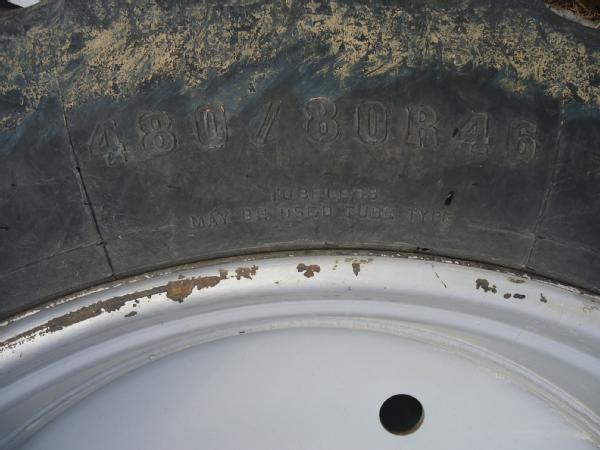 480/80R46
TUBELESS
MAY BE USED TUBE TYPE